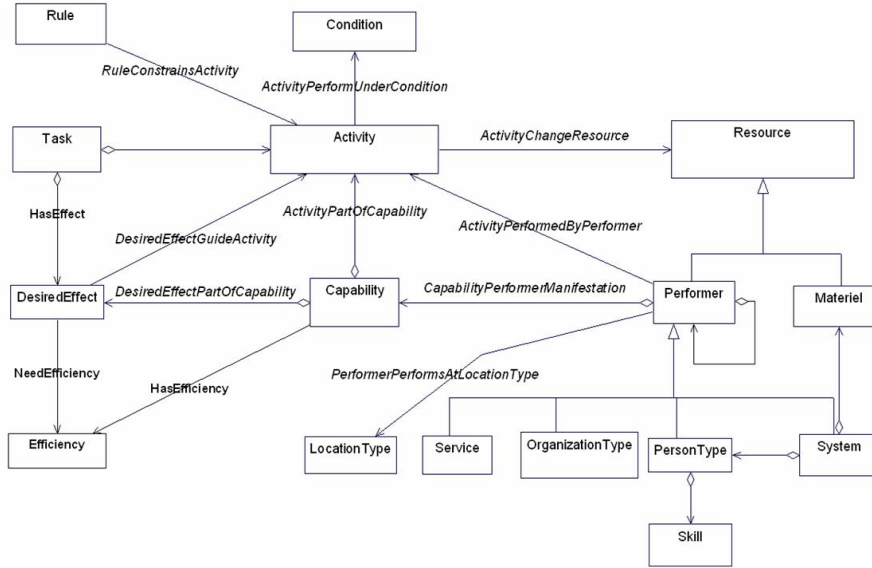 Rule
Condition
RuleConstrainsActivity
ActivityPerformUnderCondition
Task
Activity
ActivityChangeResource
Resource
HasEffect
ActivityPartOfCapability
DesiredEffectGuideActivity
ActivityPerformedByPerformer
DesiredEffect
DesiredEffectPartOfCapability
Capability
CapabilityPerformerManifestation
Performer
Materiel
NeedEfficiency
HasEfficiency
PerformerPerformsAtLocationType
Efficiency
LocationType
Service
OrganizationType
PersonType
System
Skill